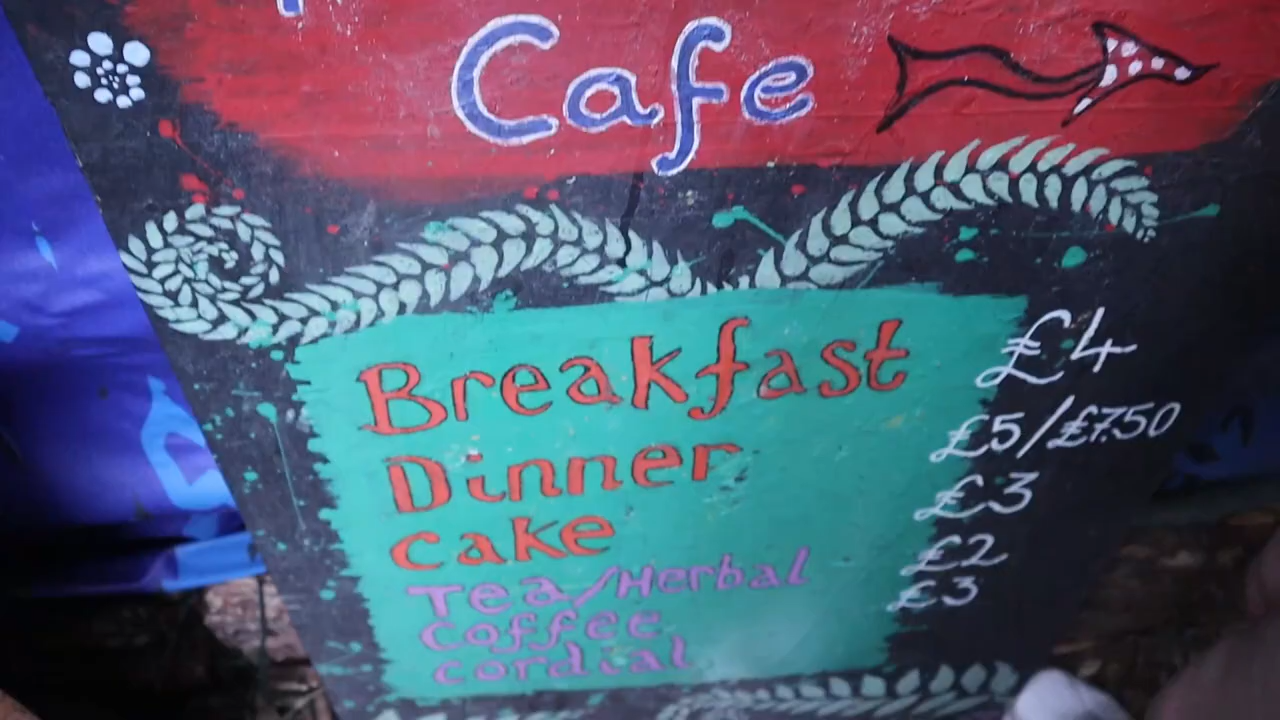 Cafe
Breakfast £4
Dinner £5/£7.50
Cake £3
Tea/Herbal £2
Coffee £3
cordial